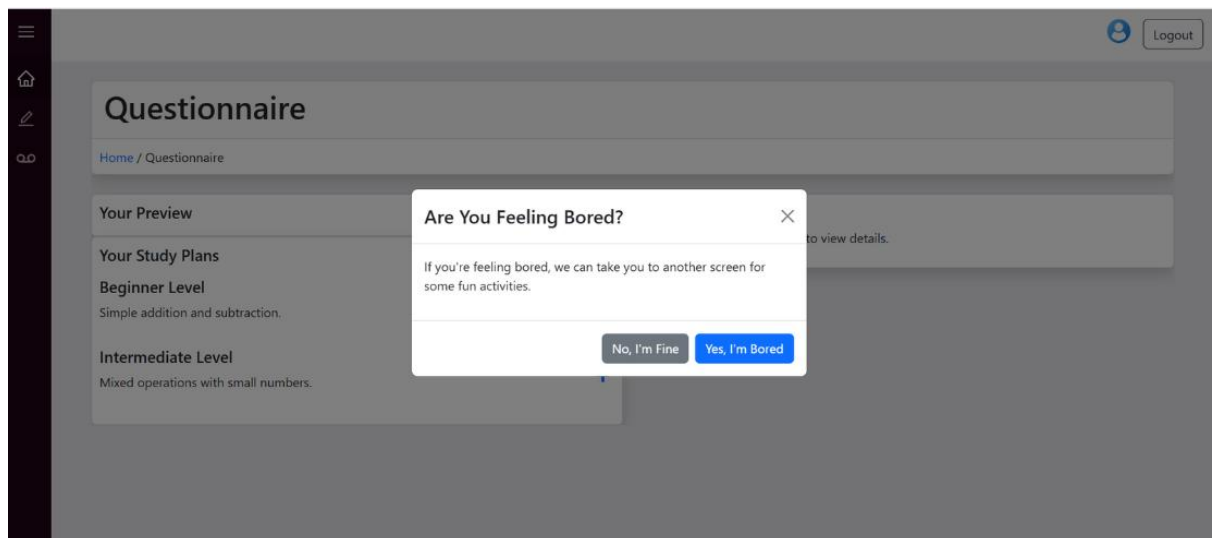 Logout
Questionnaire
Home / Questionnaire
Your Preview
Your Study Plans
Beginner Level
Simple addition and subtraction.
Intermediate Level
Mixed operations with small numbers.
to view details.
Are You Feeling Bored?
If you're feeling bored, we can take you to another screen for
some fun activities.
No, I'm Fine
Yes, I'm Bored